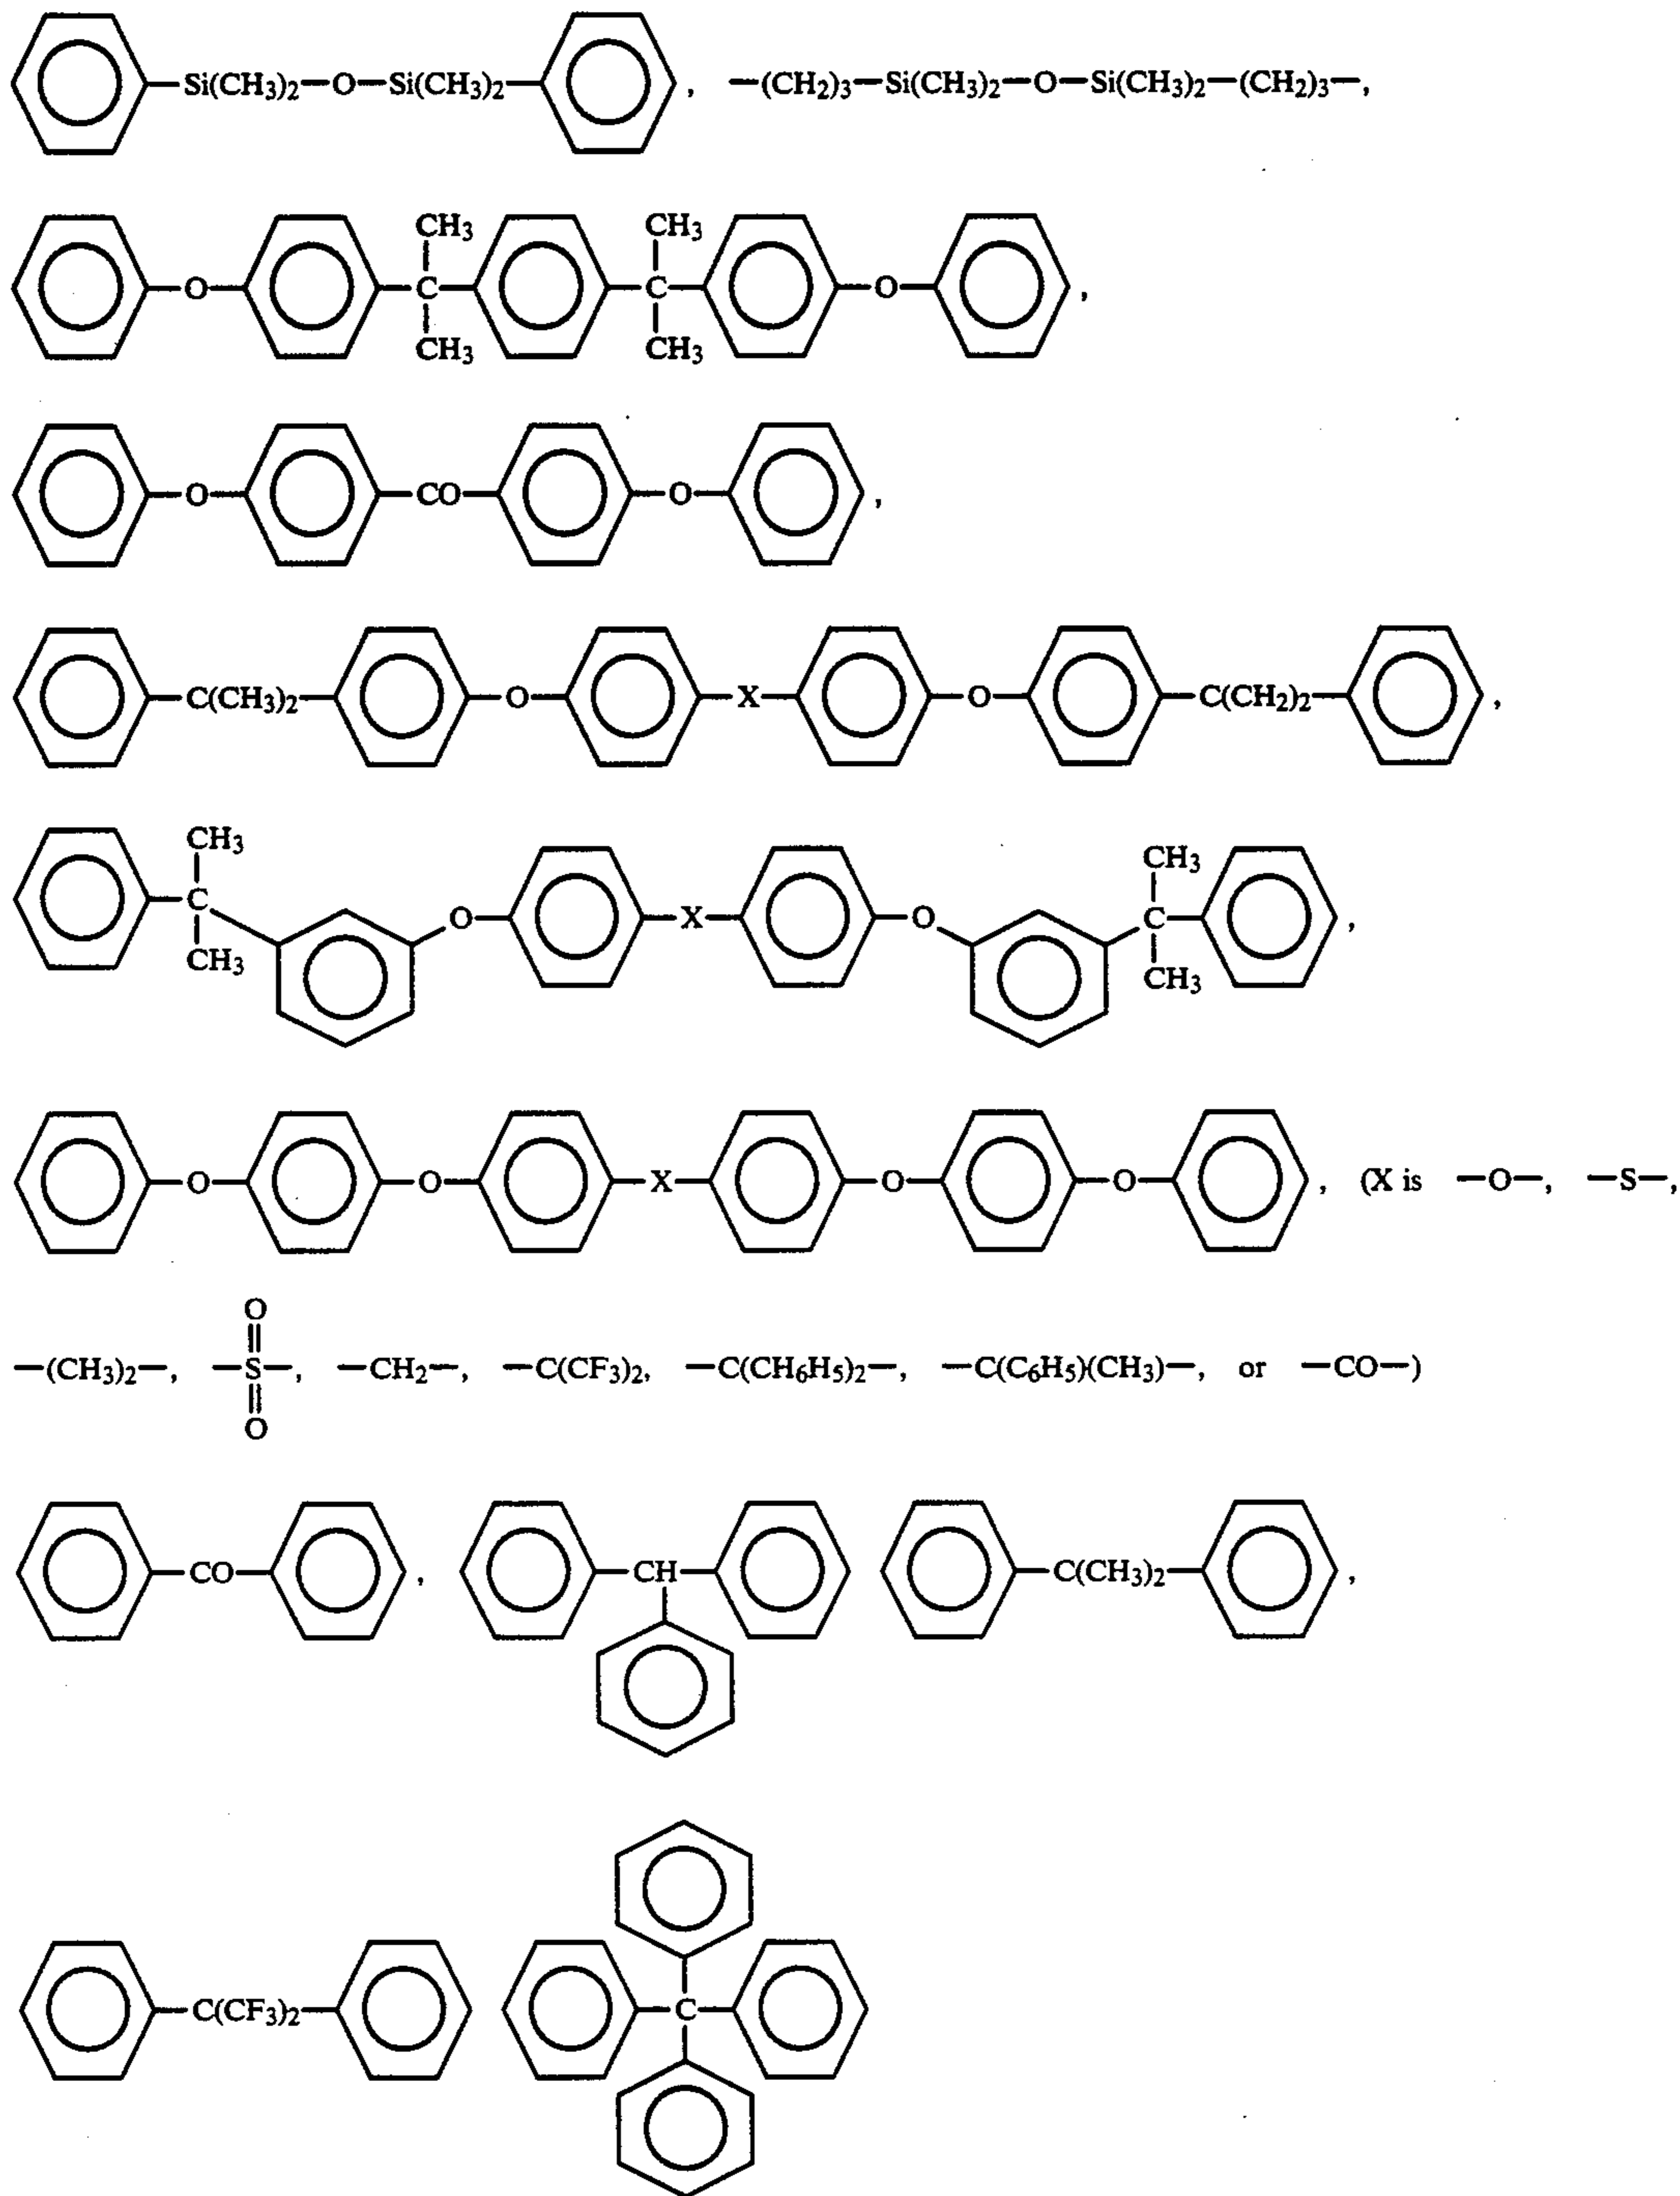 Si(CH3)2—O—Si(CH3)2 , —(CH2)3—Si(CH3)2—O—Si(CH3)2—(CH2)3—,
CH3 CH3
O C C O ,
CH3 CH3
O CO O ,
C(CH3)2 O X O C(CH2)2 ,
CH3 CH3
C O X O C ,
CH3 CH3
O O X O O , (X is —O—, —S—,
O
—(CH3)2—, —S—, —CH2—, —C(CF3)2, —C(CH6H5)2—, —C(C6H5)(CH3)—, or —CO—)
O
CO , CH C(CH3)2 ,
C(CF3)2 C